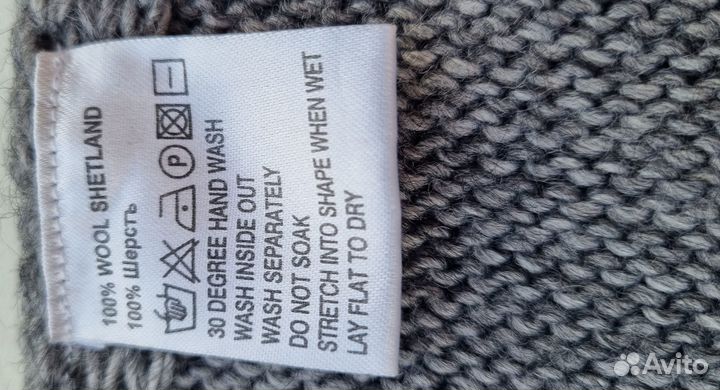 100% WOOL SHETLAND
100% Шерсть
30 DEGREE HAND WASH
WASH INSIDE OUT
WASH SEPARATELY
DO NOT SOAK
STRETCH INTO SHAPE WHEN WET
LAY FLAT TO DRY
Avito